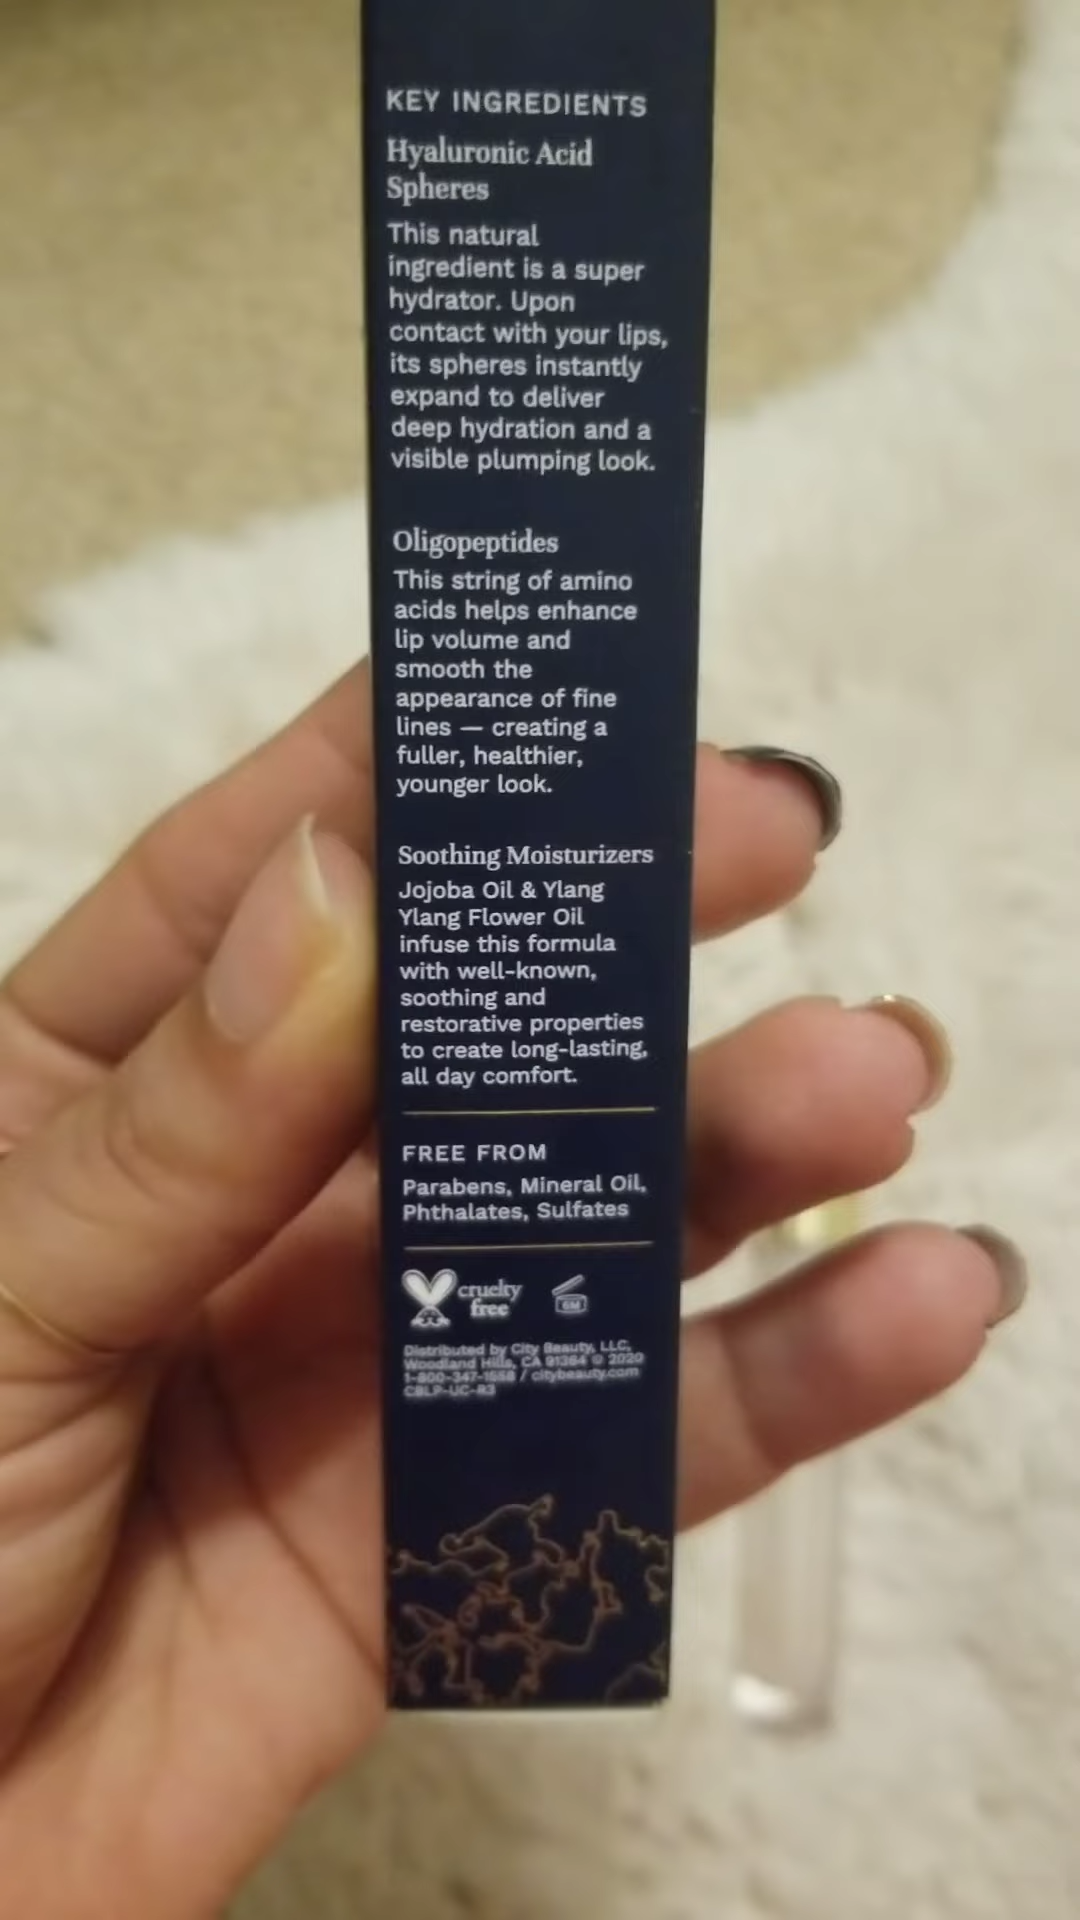 KEY INGREDIENTS
Hyaluronic Acid
Spheres
This natural
ingredient is a super
hydrator. Upon
contact with your lips,
its spheres instantly
expand to deliver
deep hydration and a
visible plumping look.
Oligopeptides
This string of amino
acids helps enhance
lip volume and
smooth the
appearance of fine
lines — creating a
fuller, healthier,
younger look.
Soothing Moisturizers
Jojoba Oil & Ylang
Ylang Flower Oil
infuse this formula
with well-known,
soothing and
restorative properties
to create long-lasting,
all day comfort.
FREE FROM
Parabens, Mineral Oil,
Phthalates, Sulfates
cruelty
free
6M
Distributed by City Beauty, LLC,
Woodland Hills, CA 91364 © 2020
/ citybeauty.com